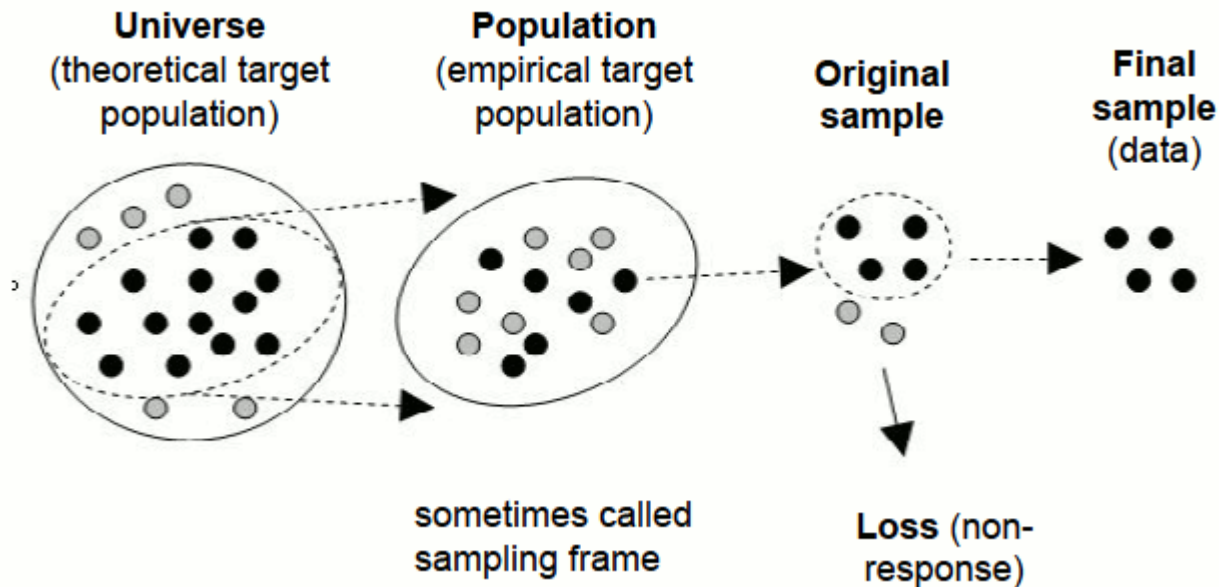 Universe
(theoretical target
population)
Population
(empirical target
population)
Original
sample
Final
sample
(data)
sometimes called
sampling frame
Loss (non-
response)